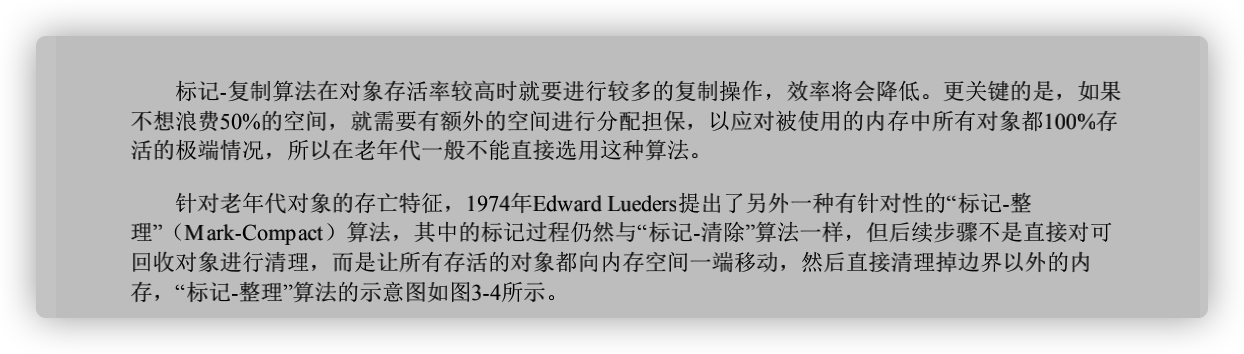 标记-复制算法在对象存活率较高时就要进行较多的复制操作，效率将会降低。更关键的是，如果
不想浪费50%的空间，就需要有额外的空间进行分配担保，以应对被使用的内存中所有对象都100%存
活的极端情况，所以在老年代一般不能直接选用这种算法。
针对老年代对象的存亡特征，1974年Edward Lueders提出了另外一种有针对性的“标记-整
理”（Mark-Compact）算法，其中的标记过程仍然与“标记-清除”算法一样，但后续步骤不是直接对可
回收对象进行清理，而是让所有存活的对象都向内存空间一端移动，然后直接清理掉边界以外的内
存，“标记-整理”算法的示意图如图3-4所示。